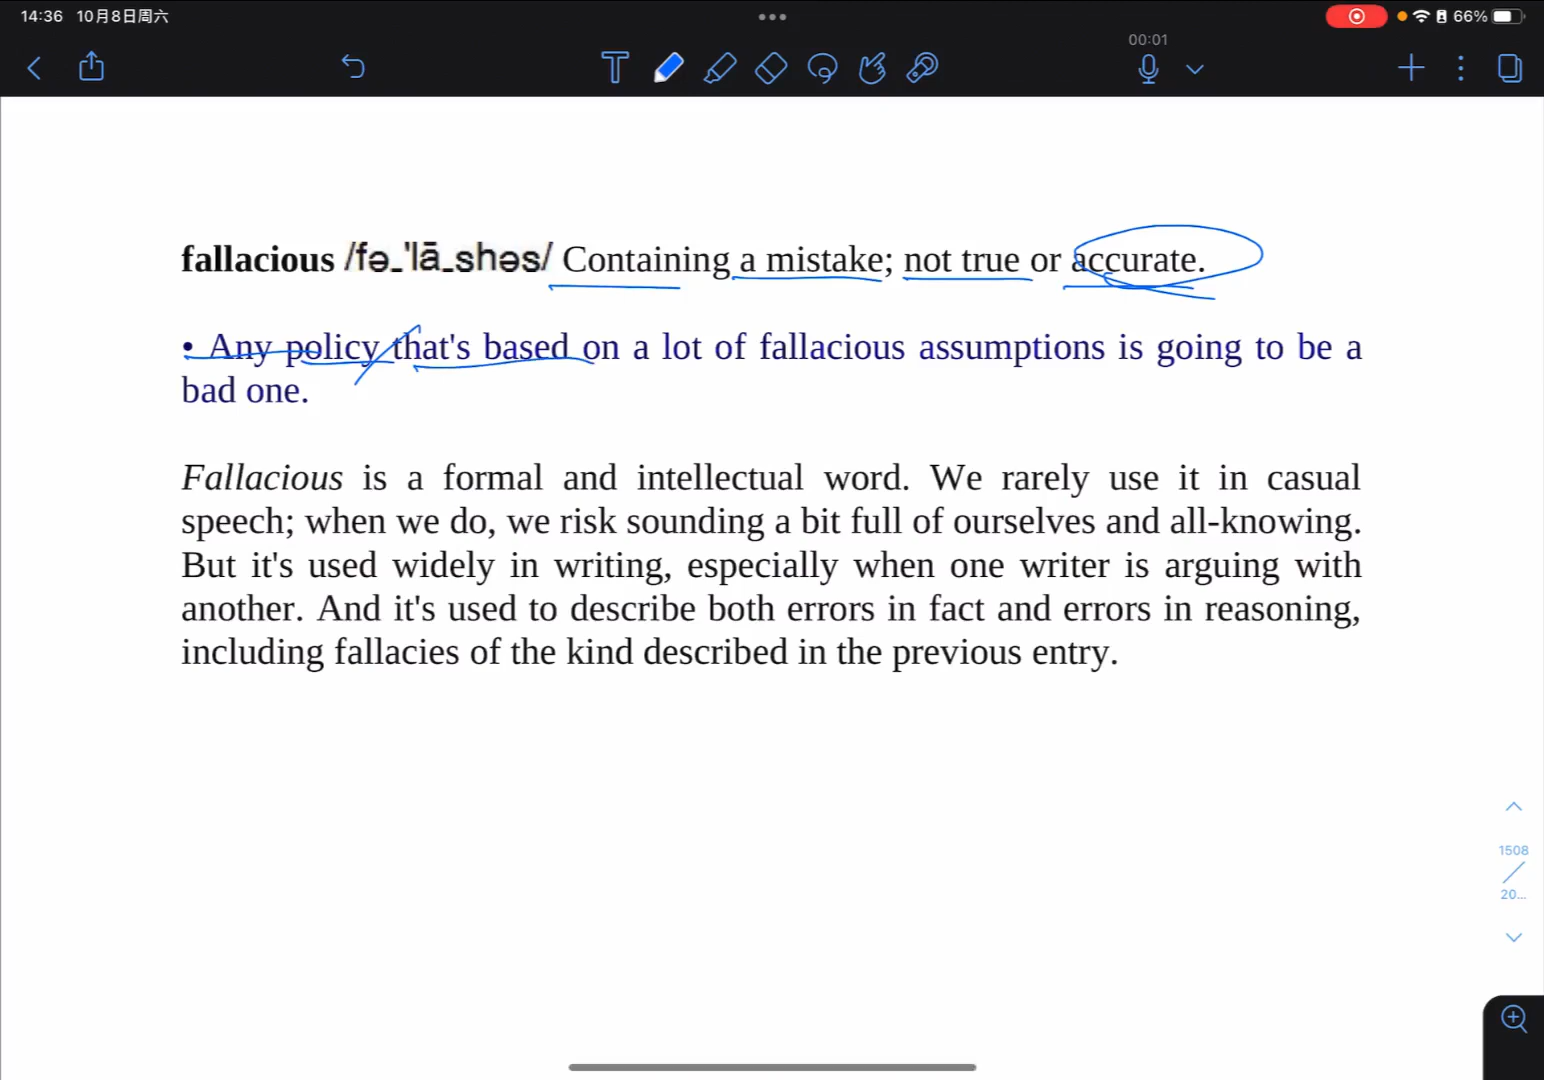 14:36 10月8日周六
66%
00:01
fallacious /fə-ˈlā-shəs/ Containing a mistake; not true or accurate.
• Any policy that's based on a lot of fallacious assumptions is going to be a
bad one.
Fallacious is a formal and intellectual word. We rarely use it in casual
speech; when we do, we risk sounding a bit full of ourselves and all-knowing.
But it's used widely in writing, especially when one writer is arguing with
another. And it's used to describe both errors in fact and errors in reasoning,
including fallacies of the kind described in the previous entry.
1508
20...